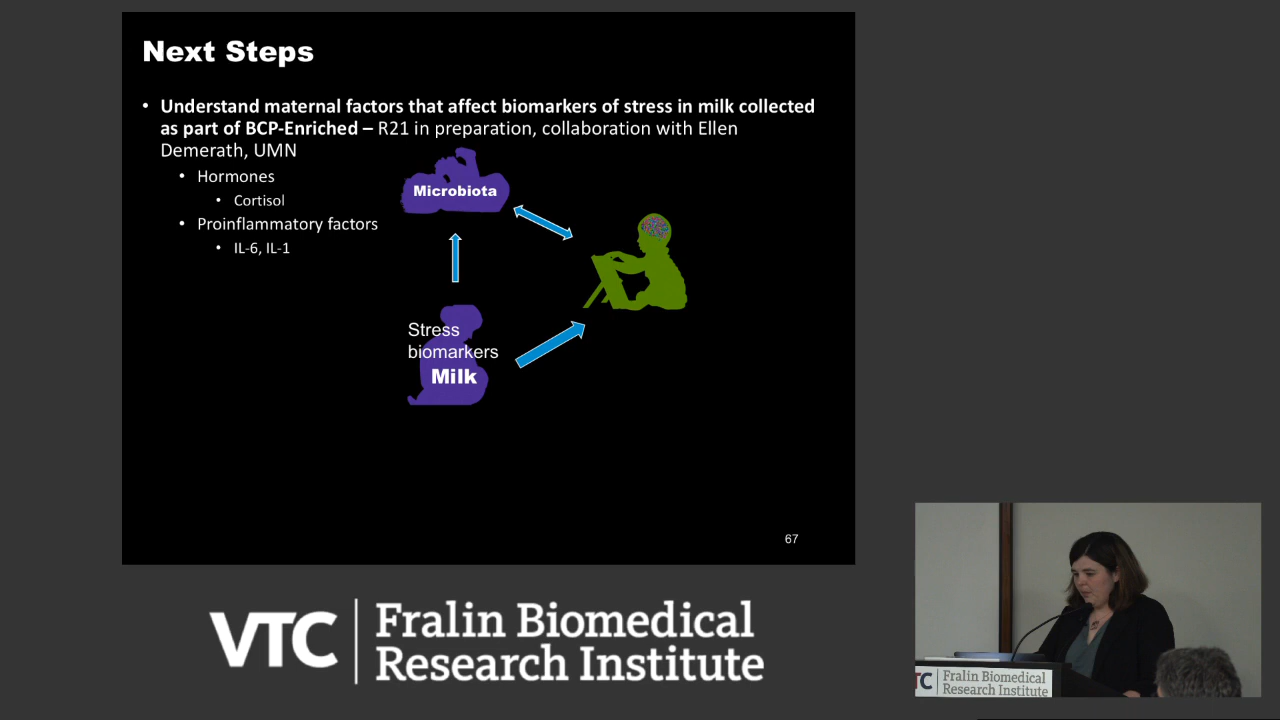 Next Steps
• Understand maternal factors that affect biomarkers of stress in milk collected
as part of BCP-Enriched – R21 in preparation, collaboration with Ellen
Demerath, UMN
• Hormones
• Cortisol
• Proinflammatory factors
• IL-6, IL-1
Microbiota
Stress
biomarkers
Milk
67
VTC
Fralin Biomedical
Research Institute
TC
Fralin Biomedical
Research Institute